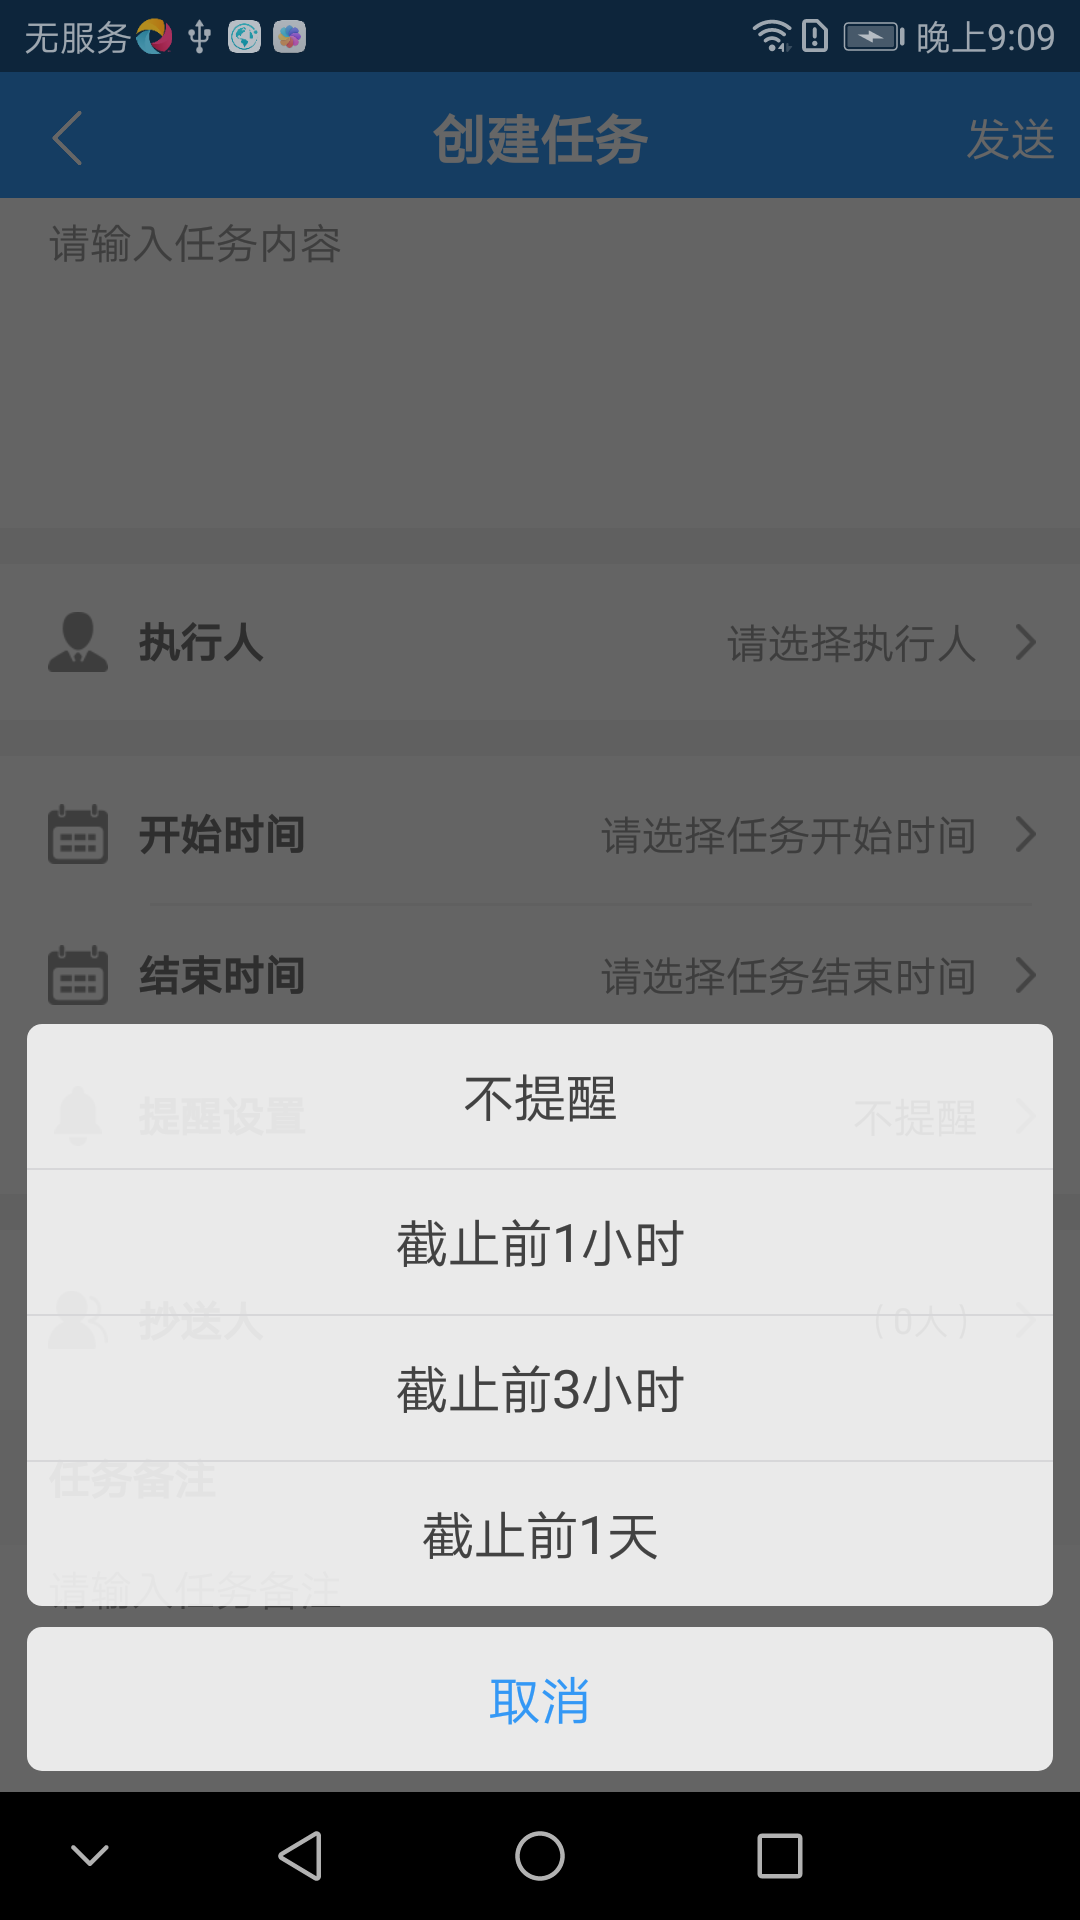 无服务 晚上9:09
创建任务 发送
请输入任务内容
执行人 请选择执行人
开始时间 请选择任务开始时间
结束时间 请选择任务结束时间
不提醒
提醒设置 不提醒
截止前1小时
抄送人 (0人)
截止前3小时
任务备注
截止前1天
请输入任务备注
取消